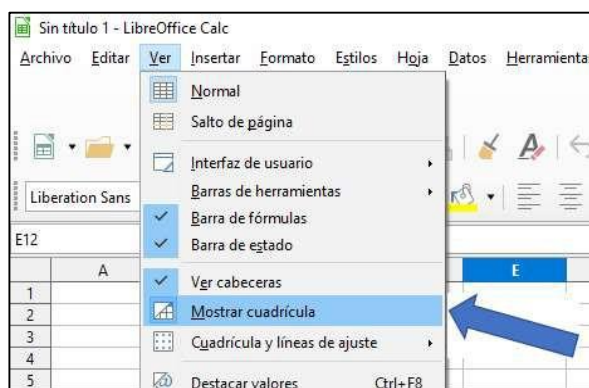 Sin título 1 - LibreOffice Calc
Archivo Editar Ver Insertar Formato Estilos Hoja Datos Herramienta
Normal
Salto de página
Interfaz de usuario
Barras de herramientas
Liberation Sans
Barra de fórmulas
E12
Barra de estado
A
Ver cabeceras
E
1
Mostrar cuadrícula
2
3
Cuadrícula y líneas de ajuste
4
5
Destacar valores Ctrl+F8